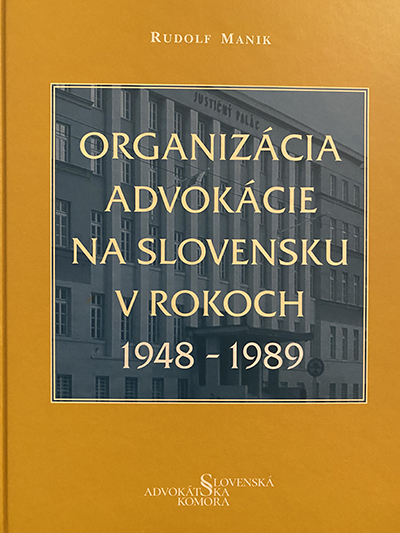 RUDOLF MANIK
JUSTIČNÝ PALÁC
ORGANIZÁCIA
ADVOKÁCIE
NA SLOVENSKU
V ROKOCH
1948 - 1989
SLOVENSKÁ
ADVOKÁTSKA
KOMORA